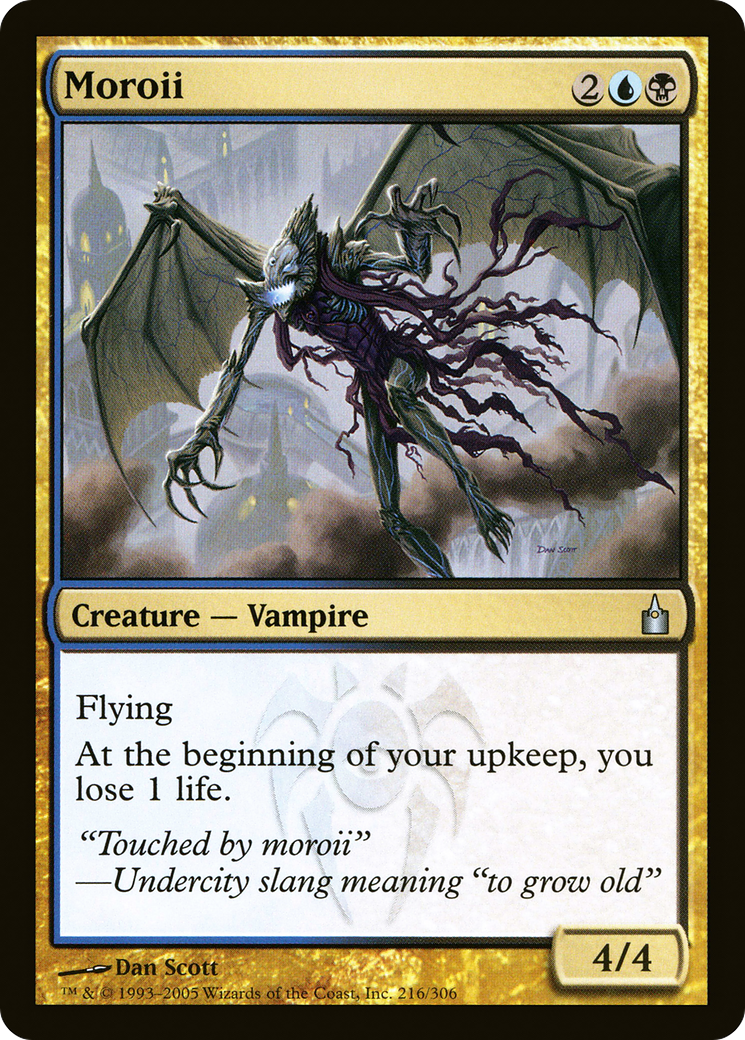 Moroii 2
Dan Scott
Creature — Vampire
Flying
At the beginning of your upkeep, you
lose 1 life.
“Touched by moroii”
—Undercity slang meaning “to grow old”
4/4
Dan Scott
™ & © 1993–2005 Wizards of the Coast, Inc. 216/306